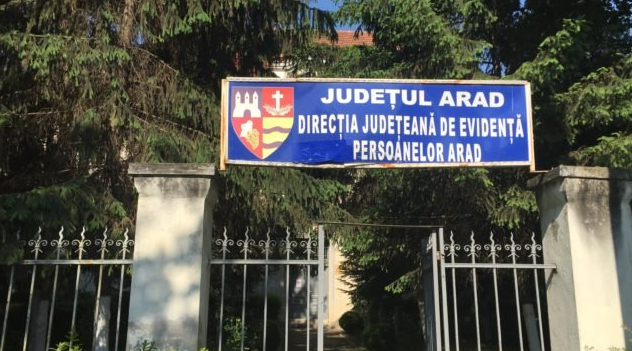 JUDEȚUL ARAD
DIRECȚIA JUDEȚEANĂ DE EVIDENȚĂ
PERSOANELOR ARAD